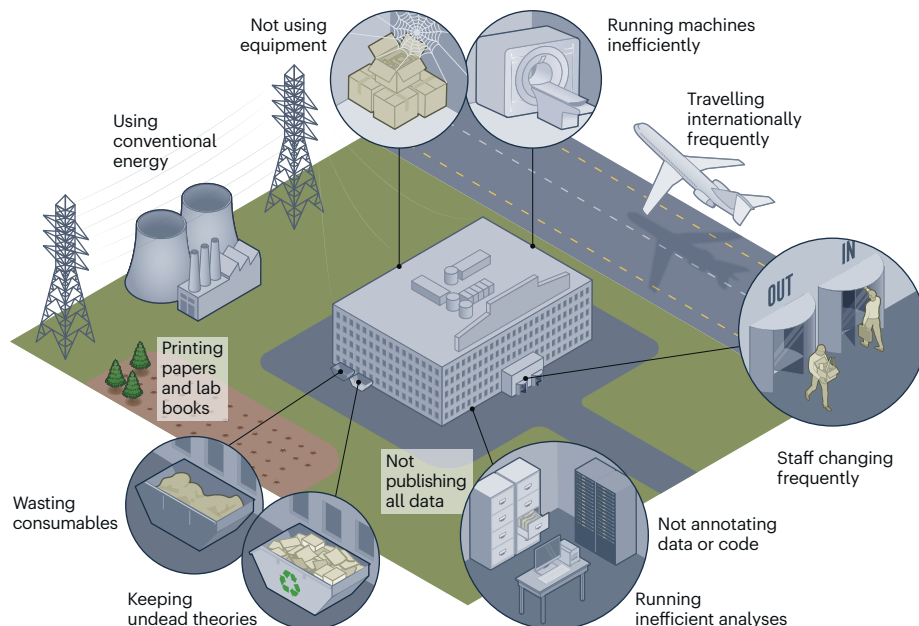 Not using
equipment
Running machines
inefficiently
Travelling
internationally
frequently
Using
conventional
energy
OUT
IN
Printing
papers
and lab
books
Not
publishing
all data
Staff changing
frequently
Wasting
consumables
Not annotating
data or code
Keeping
undead theories
Running
inefficient analyses